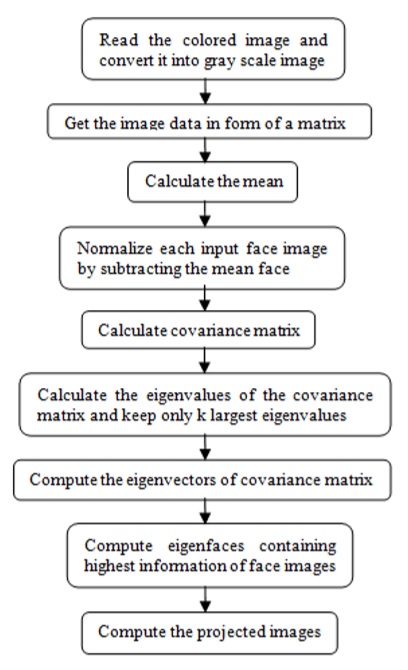 Read the colored image and
convert it into gray scale image
Get the image data in form of a matrix
Calculate the mean
Normalize each input face image
by subtracting the mean face
Calculate covariance matrix
Calculate the eigenvalues of the covariance
matrix and keep only k largest eigenvalues
Compute the eigenvectors of covariance matrix
Compute eigenfaces containing
highest information of face images
Compute the projected images